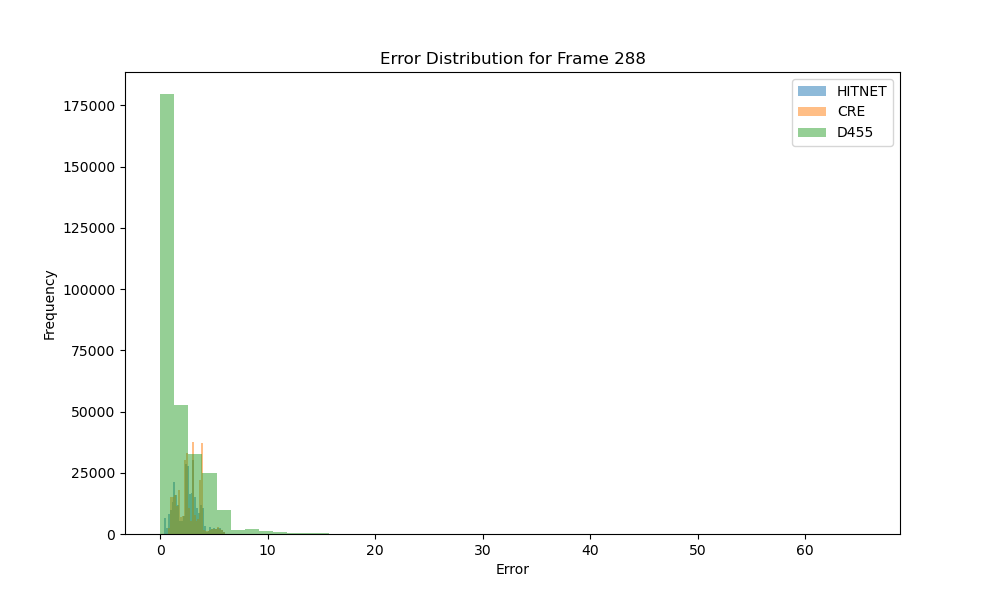 Error Distribution for Frame 288
HITNET
CRE
D455
175000
150000
125000
100000
75000
50000
25000
0
Frequency
0 10 20 30 40 50 60
Error